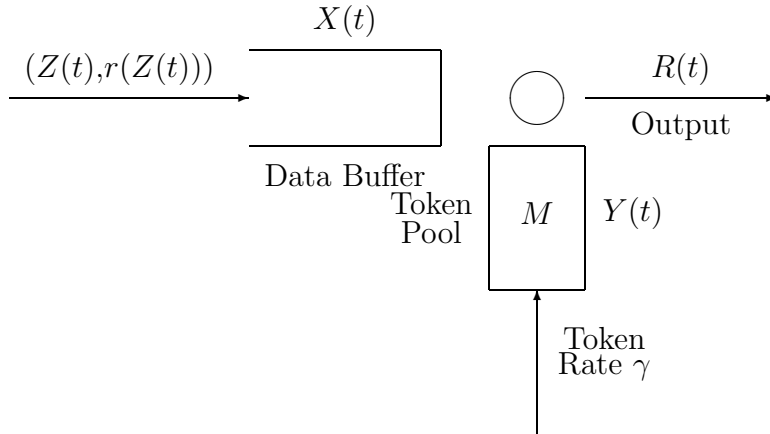 X(t)
(Z(t),r(Z(t)))
R(t)
Output
Data Buffer
Token
Pool
M
Y(t)
Token
Rate γ